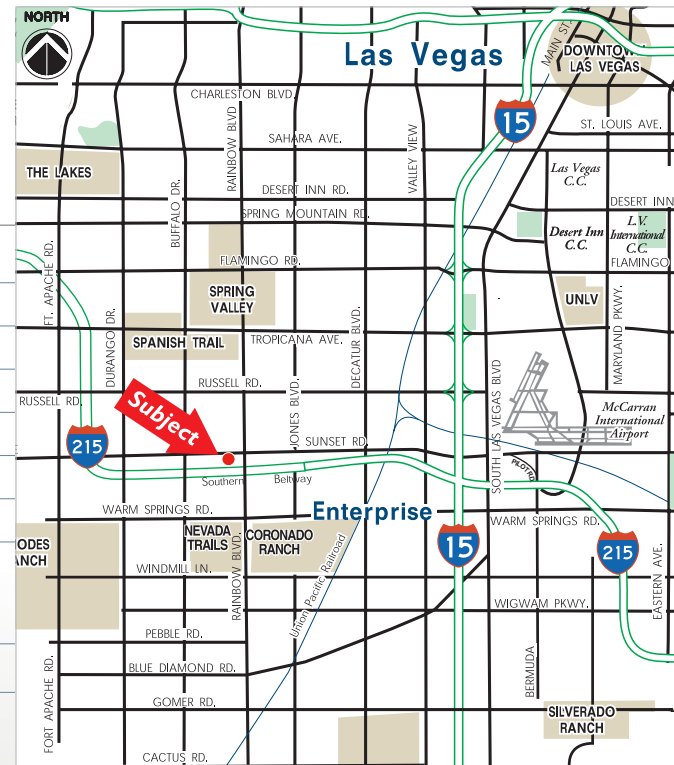 NORTH
Las Vegas
MAIN ST.
DOWNTOWN
LAS VEGAS
CHARLESTON BLVD.
15
ST. LOUIS AVE.
RAINBOW BLVD
SAHARA AVE.
VALLEY VIEW
THE LAKES
Las Vegas
C.C.
BUFFALO DR.
DESERT INN RD.
DESERT INN
SPRING MOUNTAIN RD.
Desert Inn
C.C.
L.V.
International
C.C.
FT. APACHE RD.
FLAMINGO RD.
FLAMINGO
SPRING
VALLEY
UNLV
MARYLAND PKWY.
DURANGO DR.
SPANISH TRAIL
TROPICANA AVE.
DECATUR BLVD.
RUSSELL RD.
RUSSELL RD.
JONES BLVD.
SOUTH LAS VEGAS BLVD
McCarran
International
Airport
Subject
215
SUNSET RD
Southern
Beltway
PILOT RD
WARM SPRINGS RD.
Enterprise
WARM SPRINGS RD.
ODES
ANCH
NEVADA
TRAILS
CORONADO
RANCH
15
215
WINDMILL LN.
RAINBOW BLVD.
Union Pacific Railroad
EASTERN AVE.
WIGWAM PKWY.
PEBBLE RD.
BLUE DIAMOND RD.
BERMUDA
FORT APACHE RD.
GOMER RD.
SILVERADO
RANCH
CACTUS RD.